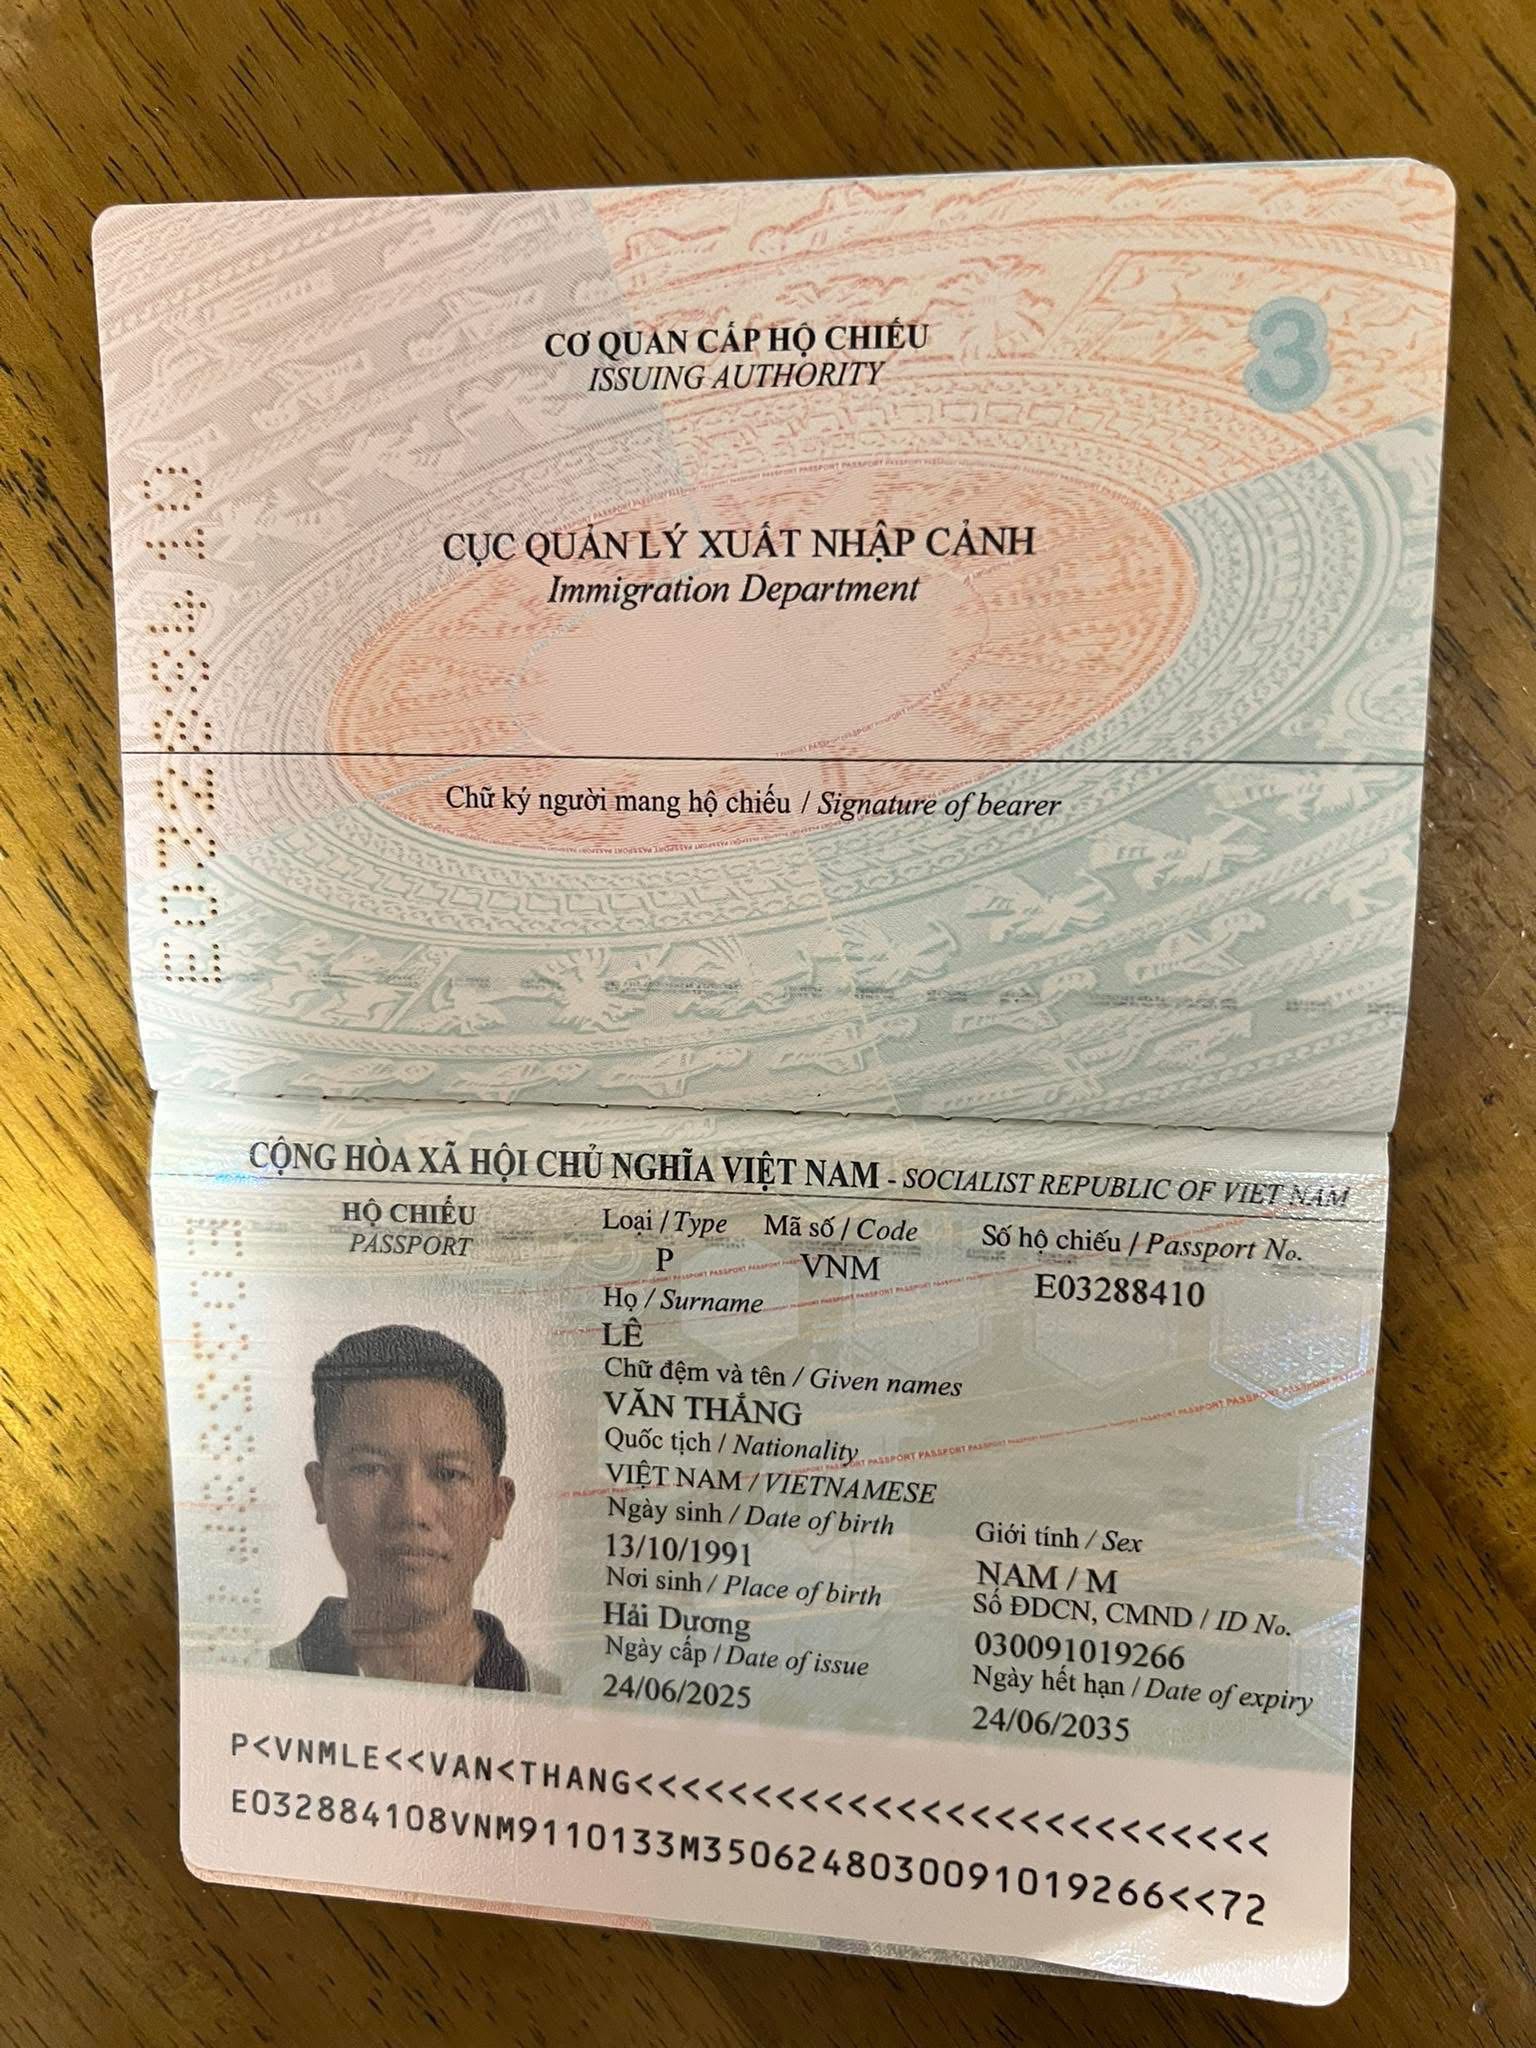 3
CƠ QUAN CẤP HỘ CHIẾU
ISSUING AUTHORITY
CỤC QUẢN LÝ XUẤT NHẬP CẢNH
Immigration Department
Chữ ký người mang hộ chiếu / Signature of bearer
CỘNG HÒA XÃ HỘI CHỦ NGHĨA VIỆT NAM - SOCIALIST REPUBLIC OF VIET NAM
HỘ CHIẾU
PASSPORT
Loại / Type Mã số / Code Số hộ chiếu / Passport No.
P VNM E03288410
Họ / Surname
LÊ
Chữ đệm và tên / Given names
VĂN THẮNG
Quốc tịch / Nationality
VIỆT NAM / VIETNAMESE
Ngày sinh / Date of birth Giới tính / Sex
13/10/1991 NAM / M
Nơi sinh / Place of birth Số ĐDCN, CMND / ID No.
Hải Dương 030091019266
Ngày cấp / Date of issue Ngày hết hạn / Date of expiry
24/06/2025 24/06/2035
P<VNMLE<<VAN<THANG<<<<<<<<<<<<<<<<<<<<<<<<<<
E032884108VNM9110133M3506248030091019266<<72